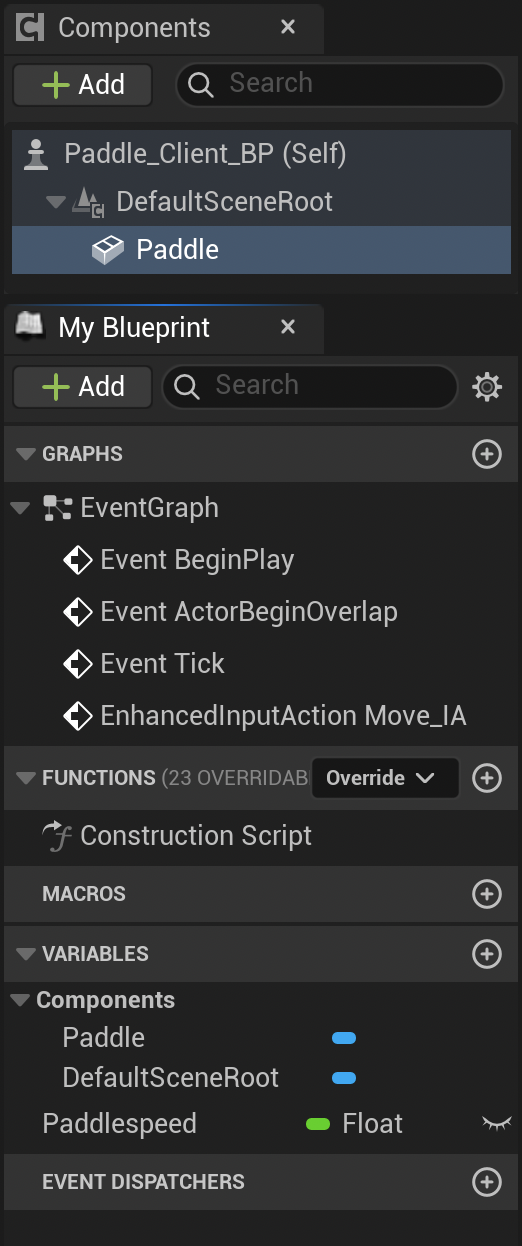 Components
Add
Search
Paddle_Client_BP (Self)
DefaultSceneRoot
Paddle
My Blueprint
Add
Search
GRAPHS
EventGraph
Event BeginPlay
Event ActorBeginOverlap
Event Tick
EnhancedInputAction Move_IA
FUNCTIONS (23 OVERRIDAB Override
Construction Script
MACROS
VARIABLES
Components
Paddle
DefaultSceneRoot
Paddlespeed Float
EVENT DISPATCHERS